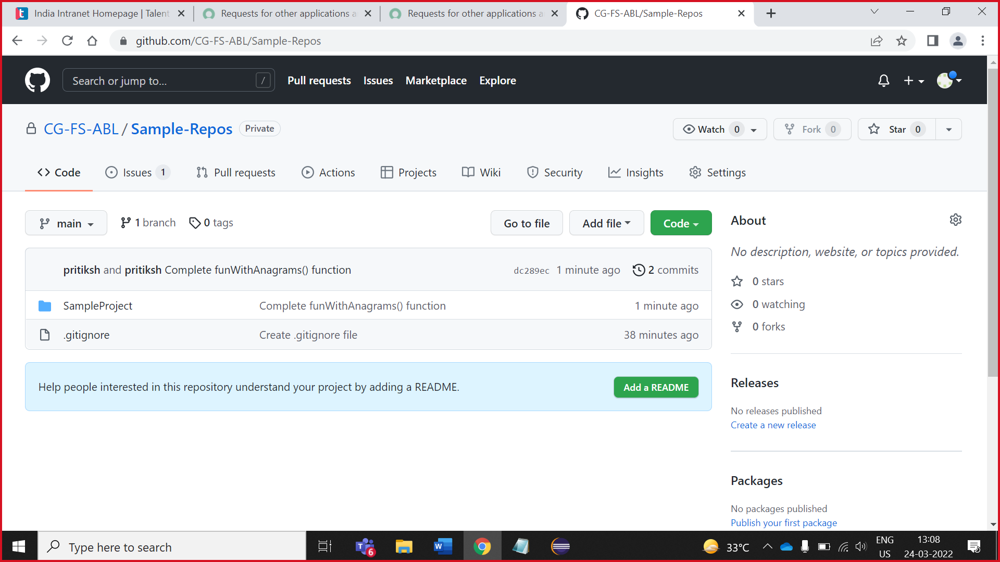 India Intranet Homepage | Talent
Requests for other applications a
Requests for other applications a
CG-FS-ABL/Sample-Repos
github.com/CG-FS-ABL/Sample-Repos
Search or jump to... /
Pull requests Issues Marketplace Explore
CG-FS-ABL / Sample-Repos Private
Watch 0 Fork 0 Star 0
Code Issues 1 Pull requests Actions Projects Wiki Security Insights Settings
main 1 branch 0 tags Go to file Add file Code
pritiksh and pritiksh Complete funWithAnagrams() function dc289ec 1 minute ago 2 commits
SampleProject Complete funWithAnagrams() function 1 minute ago
.gitignore Create .gitignore file 38 minutes ago
Help people interested in this repository understand your project by adding a README. Add a README
About
No description, website, or topics provided.
0 stars
0 watching
0 forks
Releases
No releases published
Create a new release
Packages
No packages published
Publish your first package
Type here to search
6
33°C
ENG
US
13:08
24-03-2022